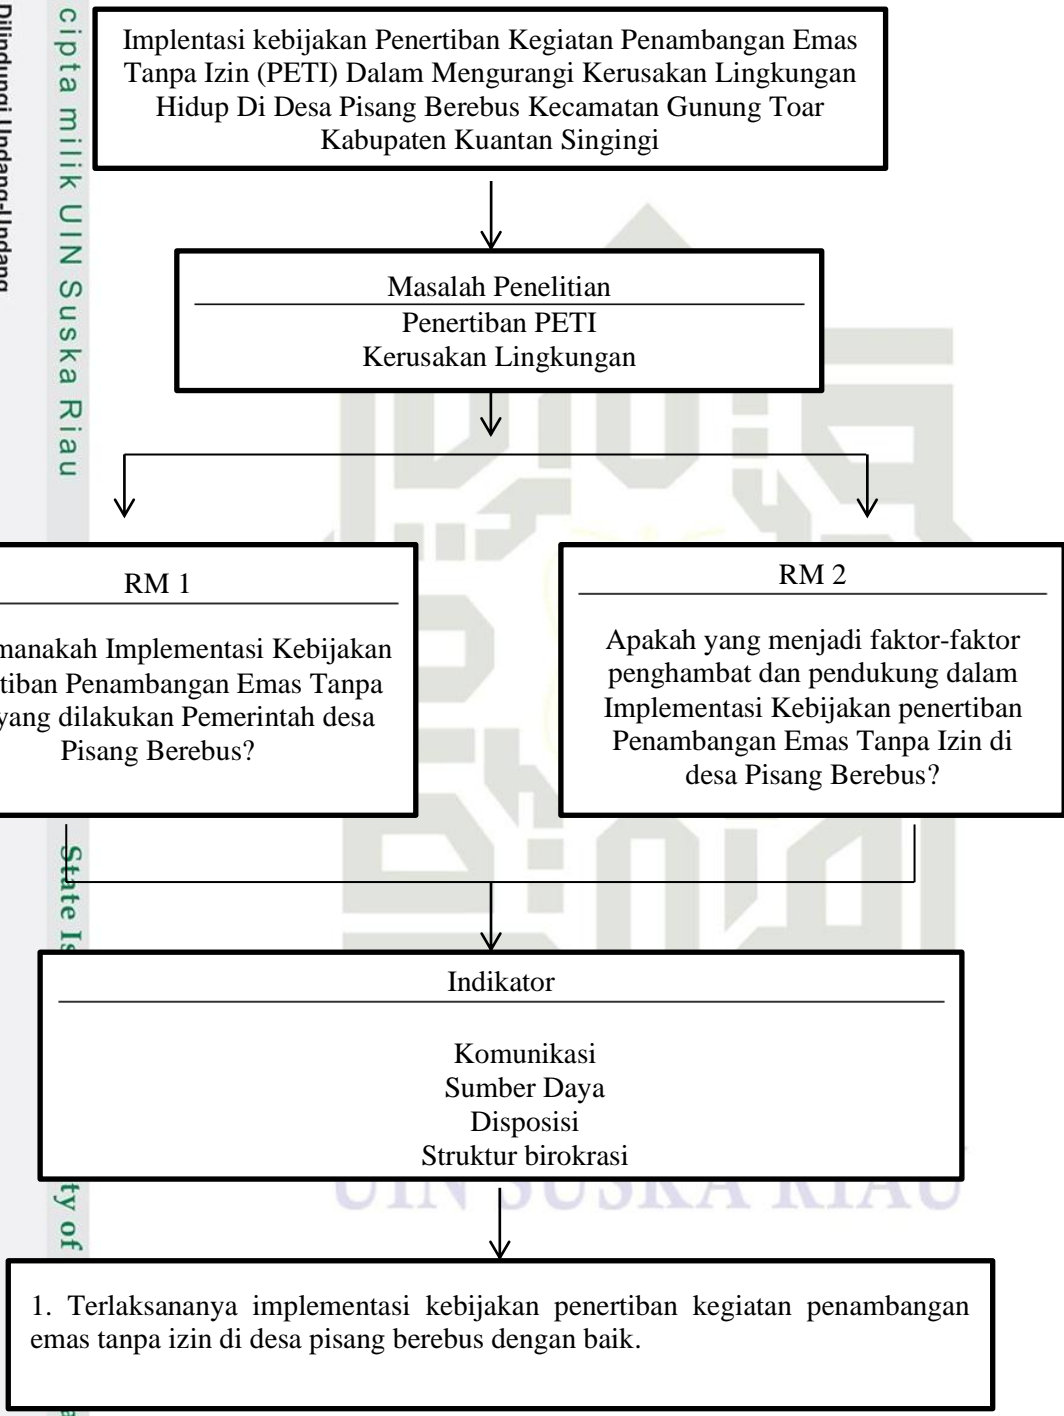 Implentasi kebijakan Penertiban Kegiatan Penambangan Emas
Tanpa Izin (PETI) Dalam Mengurangi Kerusakan Lingkungan
Hidup Di Desa Pisang Berebus Kecamatan Gunung Toar
Kabupaten Kuantan Singingi
Masalah Penelitian
Penertiban PETI
Kerusakan Lingkungan
RM 1
manakah Implementasi Kebijakan
tiban Penambangan Emas Tanpa
yang dilakukan Pemerintah desa
Pisang Berebus?
RM 2
Apakah yang menjadi faktor-faktor
penghambat dan pendukung dalam
Implementasi Kebijakan penertiban
Penambangan Emas Tanpa Izin di
desa Pisang Berebus?
Indikator
Komunikasi
Sumber Daya
Disposisi
Struktur birokrasi
UIN SUSKA RIAU
1. Terlaksananya implementasi kebijakan penertiban kegiatan penambangan
emas tanpa izin di desa pisang berebus dengan baik.
cipta milik UIN Suska Riau
State Is
ty of
Dilindungi Undang-Undang